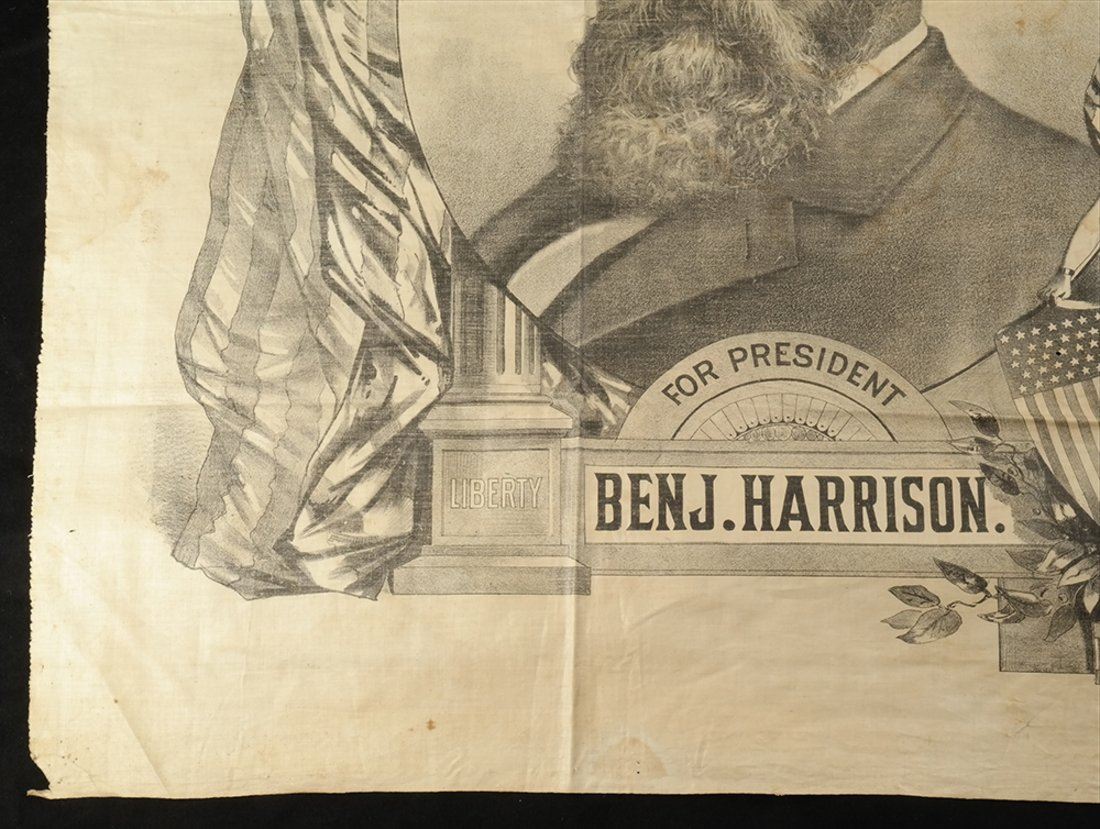 FOR PRESIDENT
LIBERTY
BENJ. HARRISON.